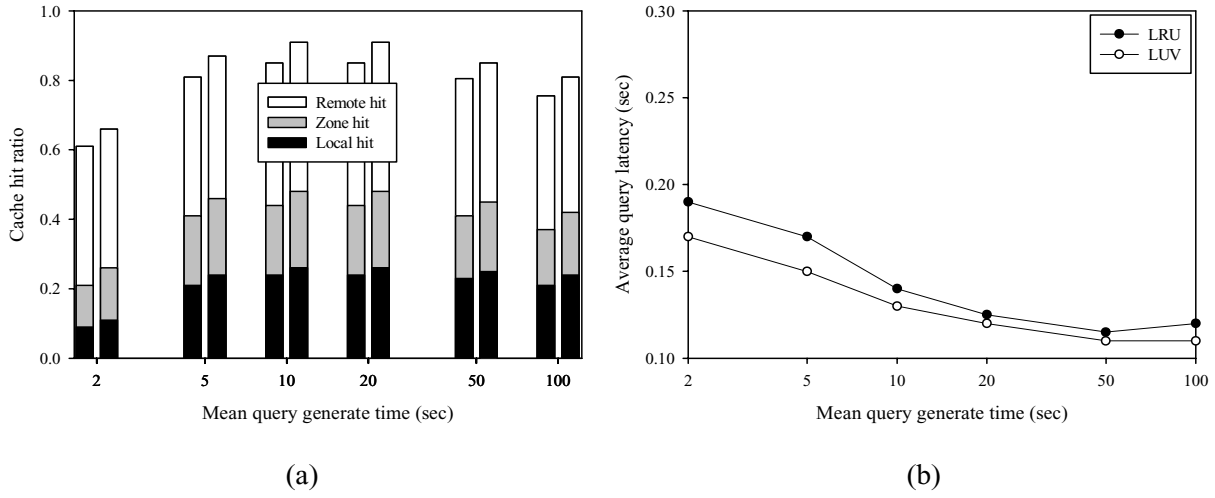 1.0
0.8
0.6
0.4
0.2
0.0
Cache hit ratio
Remote hit
Zone hit
Local hit
2 5 10 20 50 100
Mean query generate time (sec)
(a)
0.30
0.25
0.20
0.15
0.10
Average query latency (sec)
LRU
LUV
2 5 10 20 50 100
Mean query generate time (sec)
(b)